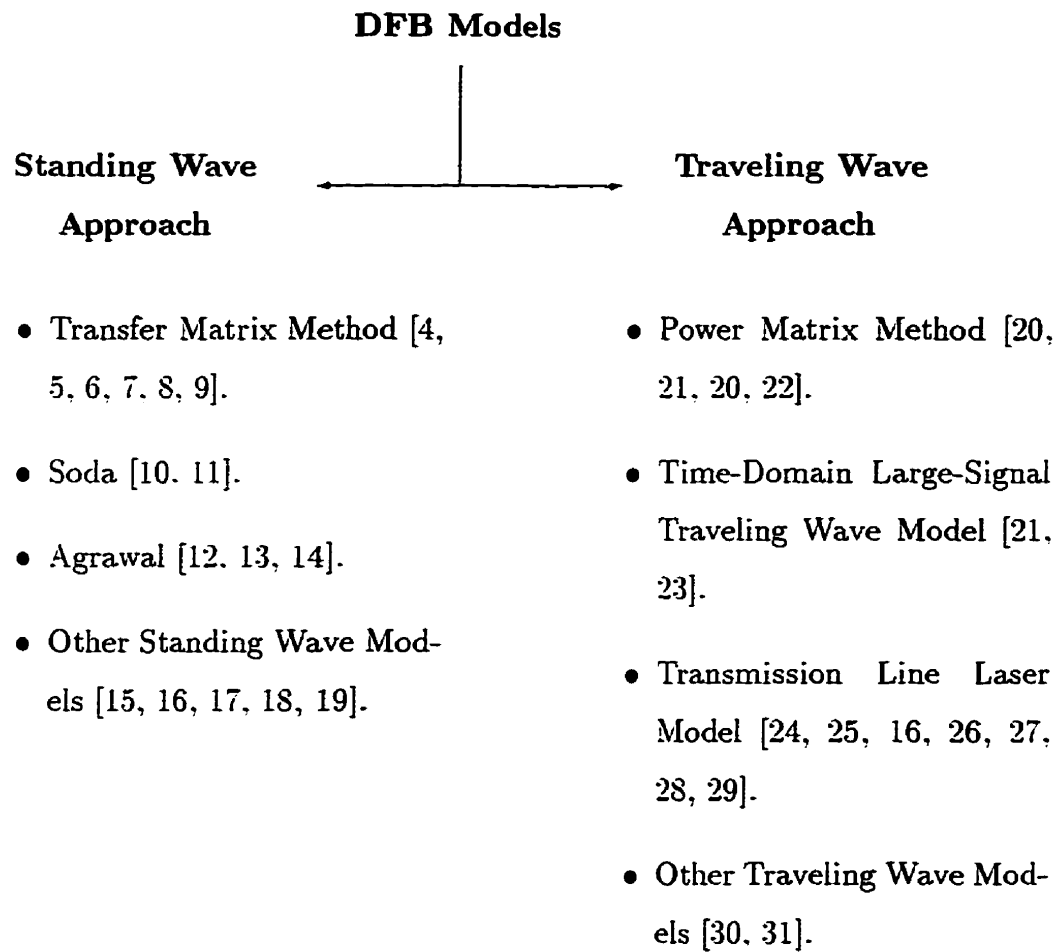 DFB Models
Standing Wave
Approach
• Transfer Matrix Method [4,
5, 6, 7. 8, 9].
• Soda [10. 11].
• Agrawal [12. 13, 14].
• Other Standing Wave Mod-
els [15, 16, 17, 18, 19].
Traveling Wave
Approach
• Power Matrix Method [20,
21, 20, 22].
• Time-Domain Large-Signal
Traveling Wave Model [21,
23].
• Transmission Line Laser
Model [24, 25, 16, 26, 27,
28, 29].
• Other Traveling Wave Mod-
els [30, 31].